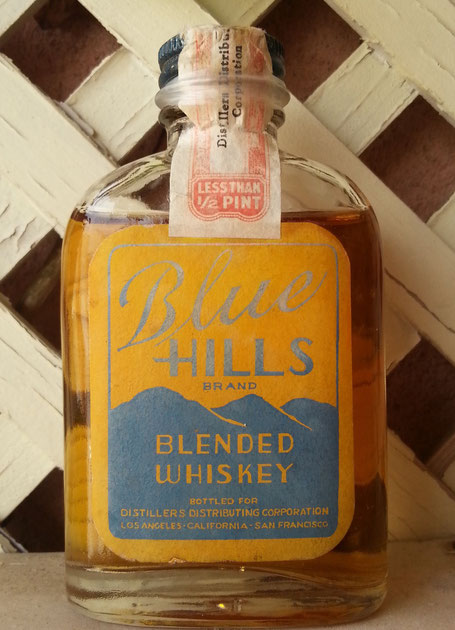 Distillers Distribu
Corporation
LESS THAN
1/2 PINT
Blue
HILLS
BRAND
BLENDED
WHISKEY
BOTTLED FOR
DISTILLERS DISTRIBUTING CORPORATION
LOS ANGELES - CALIFORNIA - SAN FRANCISCO